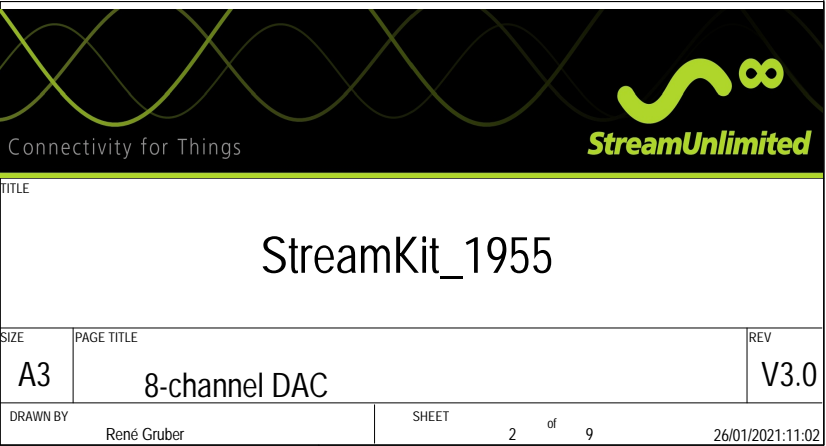 Connectivity for Things
StreamUnlimited
TITLE
StreamKit_1955
SIZE
PAGE TITLE
REV
A3
8-channel DAC
V3.0
DRAWN BY
René Gruber
SHEET
2 of 9
26/01/2021:11:02